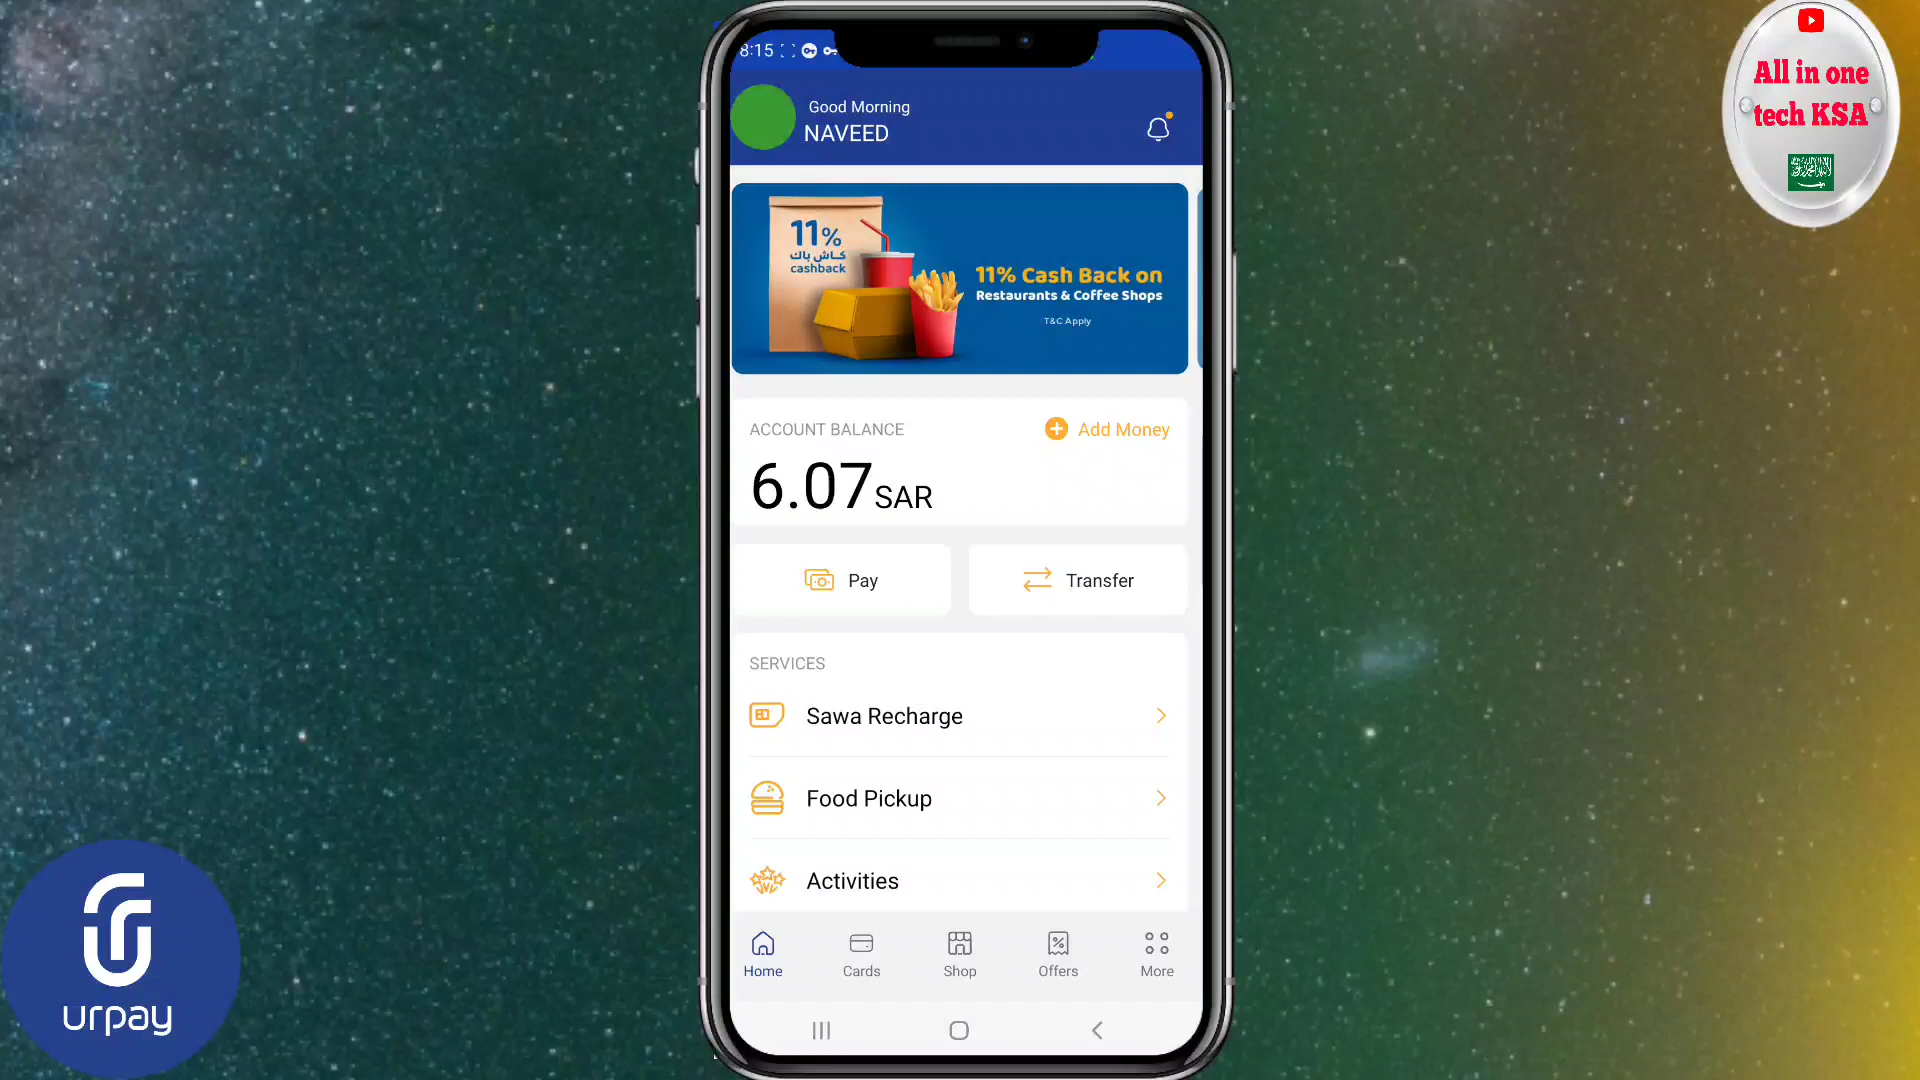 8:15
Good Morning
NAVEED
11%
كاش باك
cashback
11% Cash Back on
Restaurants & Coffee Shops
T&C Apply
ACCOUNT BALANCE
Add Money
6.07 SAR
Pay
Transfer
SERVICES
Sawa Recharge
Food Pickup
Activities
Home
Cards
Shop
Offers
More
All in one
tech KSA
urpay